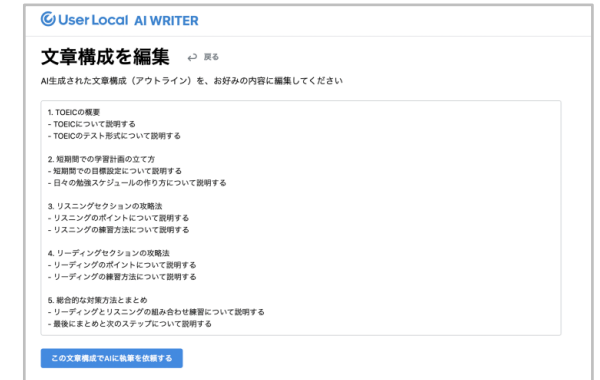 User Local AI WRITER
文章構成を編集 戻る
AI生成された文章構成（アウトライン）を、お好みの内容に編集してください
1. TOEICの概要
- TOEICについて説明する
- TOEICのテスト形式について説明する
2. 短期間での学習計画の立て方
- 短期間での目標設定について説明する
- 日々の勉強スケジュールの作り方について説明する
3. リスニングセクションの攻略法
- リスニングのポイントについて説明する
- リスニングの練習方法について説明する
4. リーディングセクションの攻略法
- リーディングのポイントについて説明する
- リーディングの練習方法について説明する
5. 総合的な対策方法とまとめ
- リーディングとリスニングの組み合わせ練習について説明する
- 最後にまとめと次のステップについて説明する
この文章構成でAIに執筆を依頼する